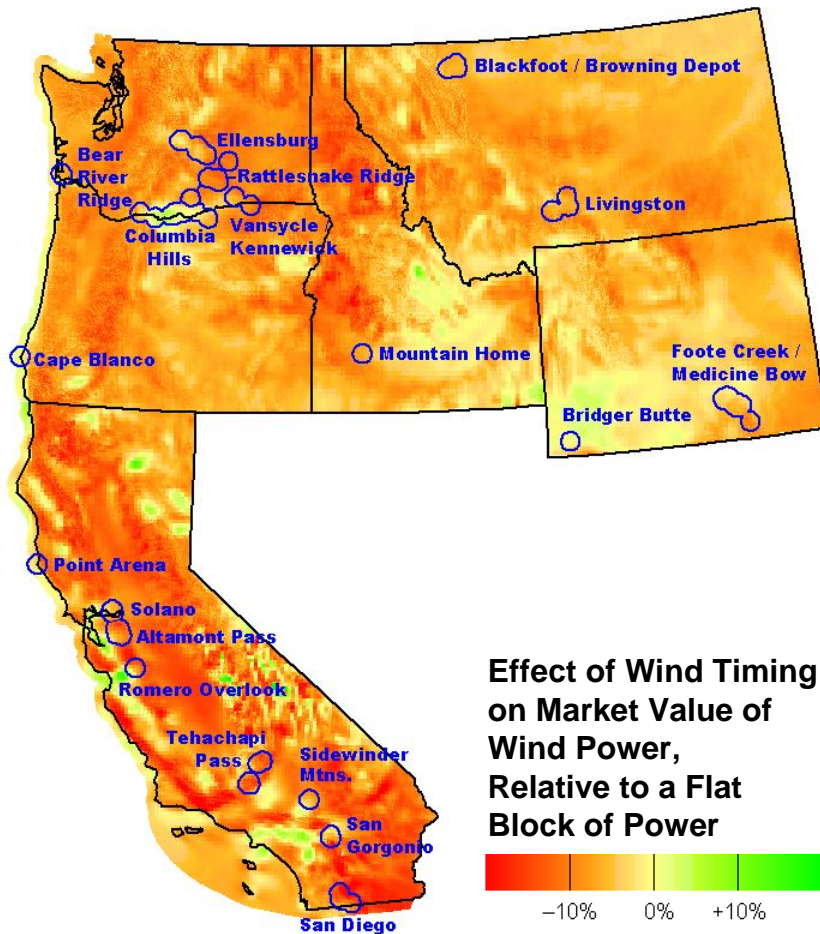 Blackfoot / Browning Depot
Ellensburg
Bear
River
Ridge
Rattlesnake Ridge
Livingston
Columbia
Hills
Vansycle
Kennewick
Cape Blanco
Mountain Home
Foote Creek /
Medicine Bow
Bridger Butte
Point Arena
Solano
Altamont Pass
Romero Overlook
Tehachapi
Pass
Sidewinder
Mtns.
San
Gorgonio
San Diego
Effect of Wind Timing
on Market Value of
Wind Power,
Relative to a Flat
Block of Power
–10% 0% +10%